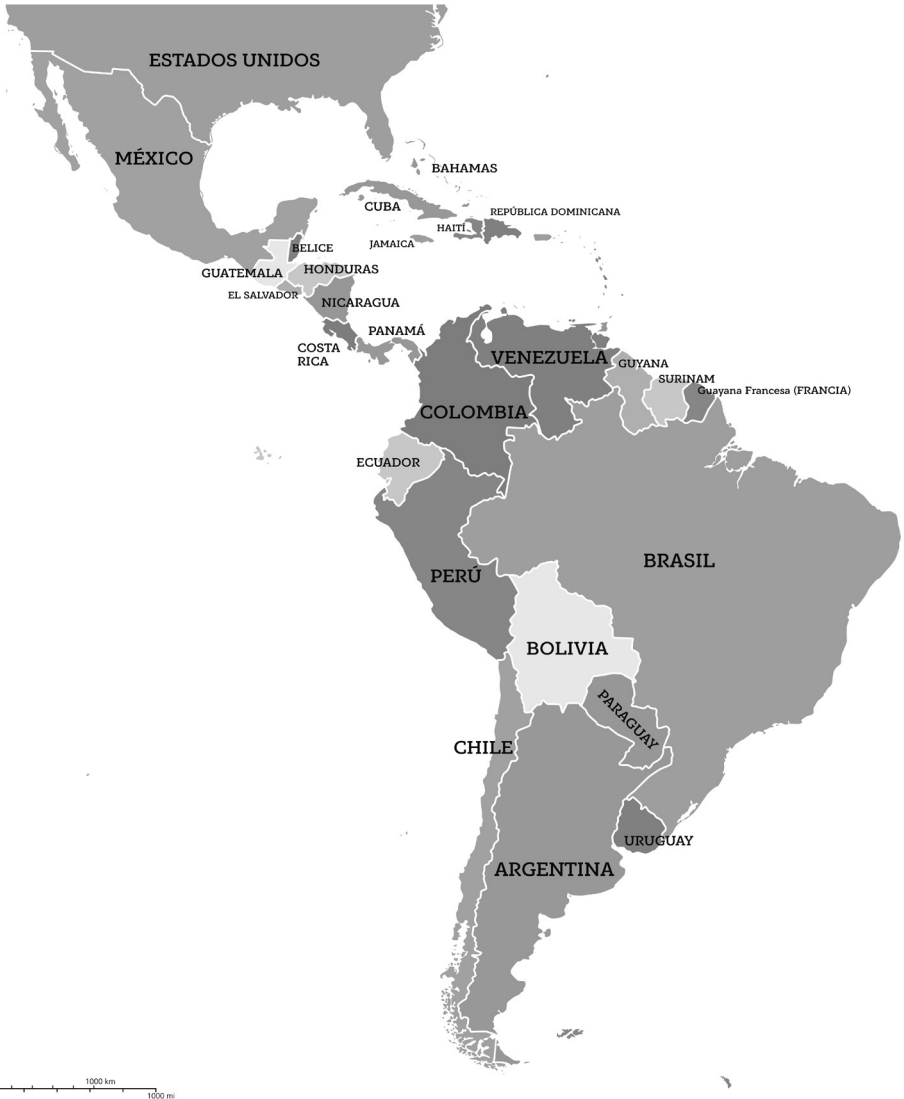 ESTADOS UNIDOS
MÉXICO
BAHAMAS
CUBA
REPÚBLICA DOMINICANA
HAITÍ
JAMAICA
BELICE
GUATEMALA
HONDURAS
EL SALVADOR
NICARAGUA
PANAMÁ
COSTA
RICA
VENEZUELA
GUYANA
SURINAM
Guayana Francesa (FRANCIA)
COLOMBIA
ECUADOR
BRASIL
PERÚ
BOLIVIA
PARAGUAY
CHILE
URUGUAY
ARGENTINA
1000 km
1000 mi